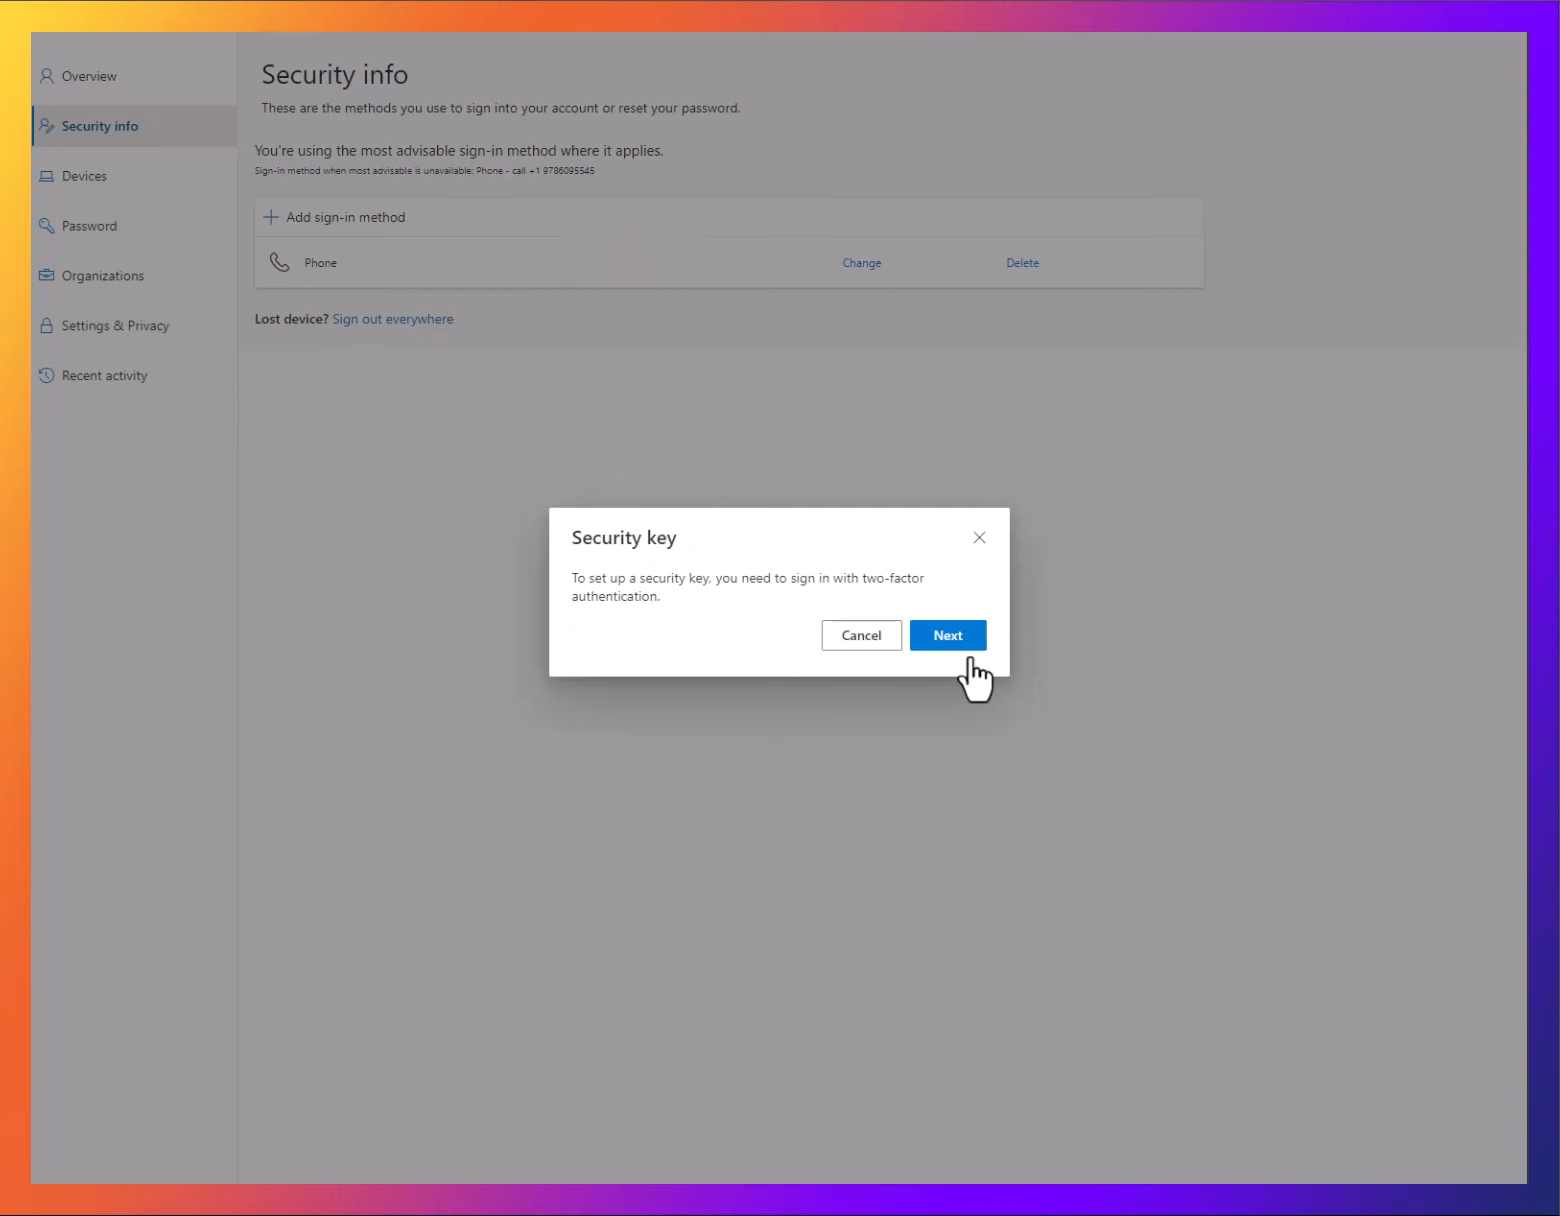 Overview
Security info
Devices
Password
Organizations
Settings & Privacy
Recent activity
Security info
These are the methods you use to sign into your account or reset your password.
You're using the most advisable sign-in method where it applies.
Sign-in method when most advisable is unavailable: Phone - call +1 9786095545
Add sign-in method
Phone Change Delete
Lost device? Sign out everywhere
Security key
To set up a security key, you need to sign in with two-factor
authentication.
Cancel Next